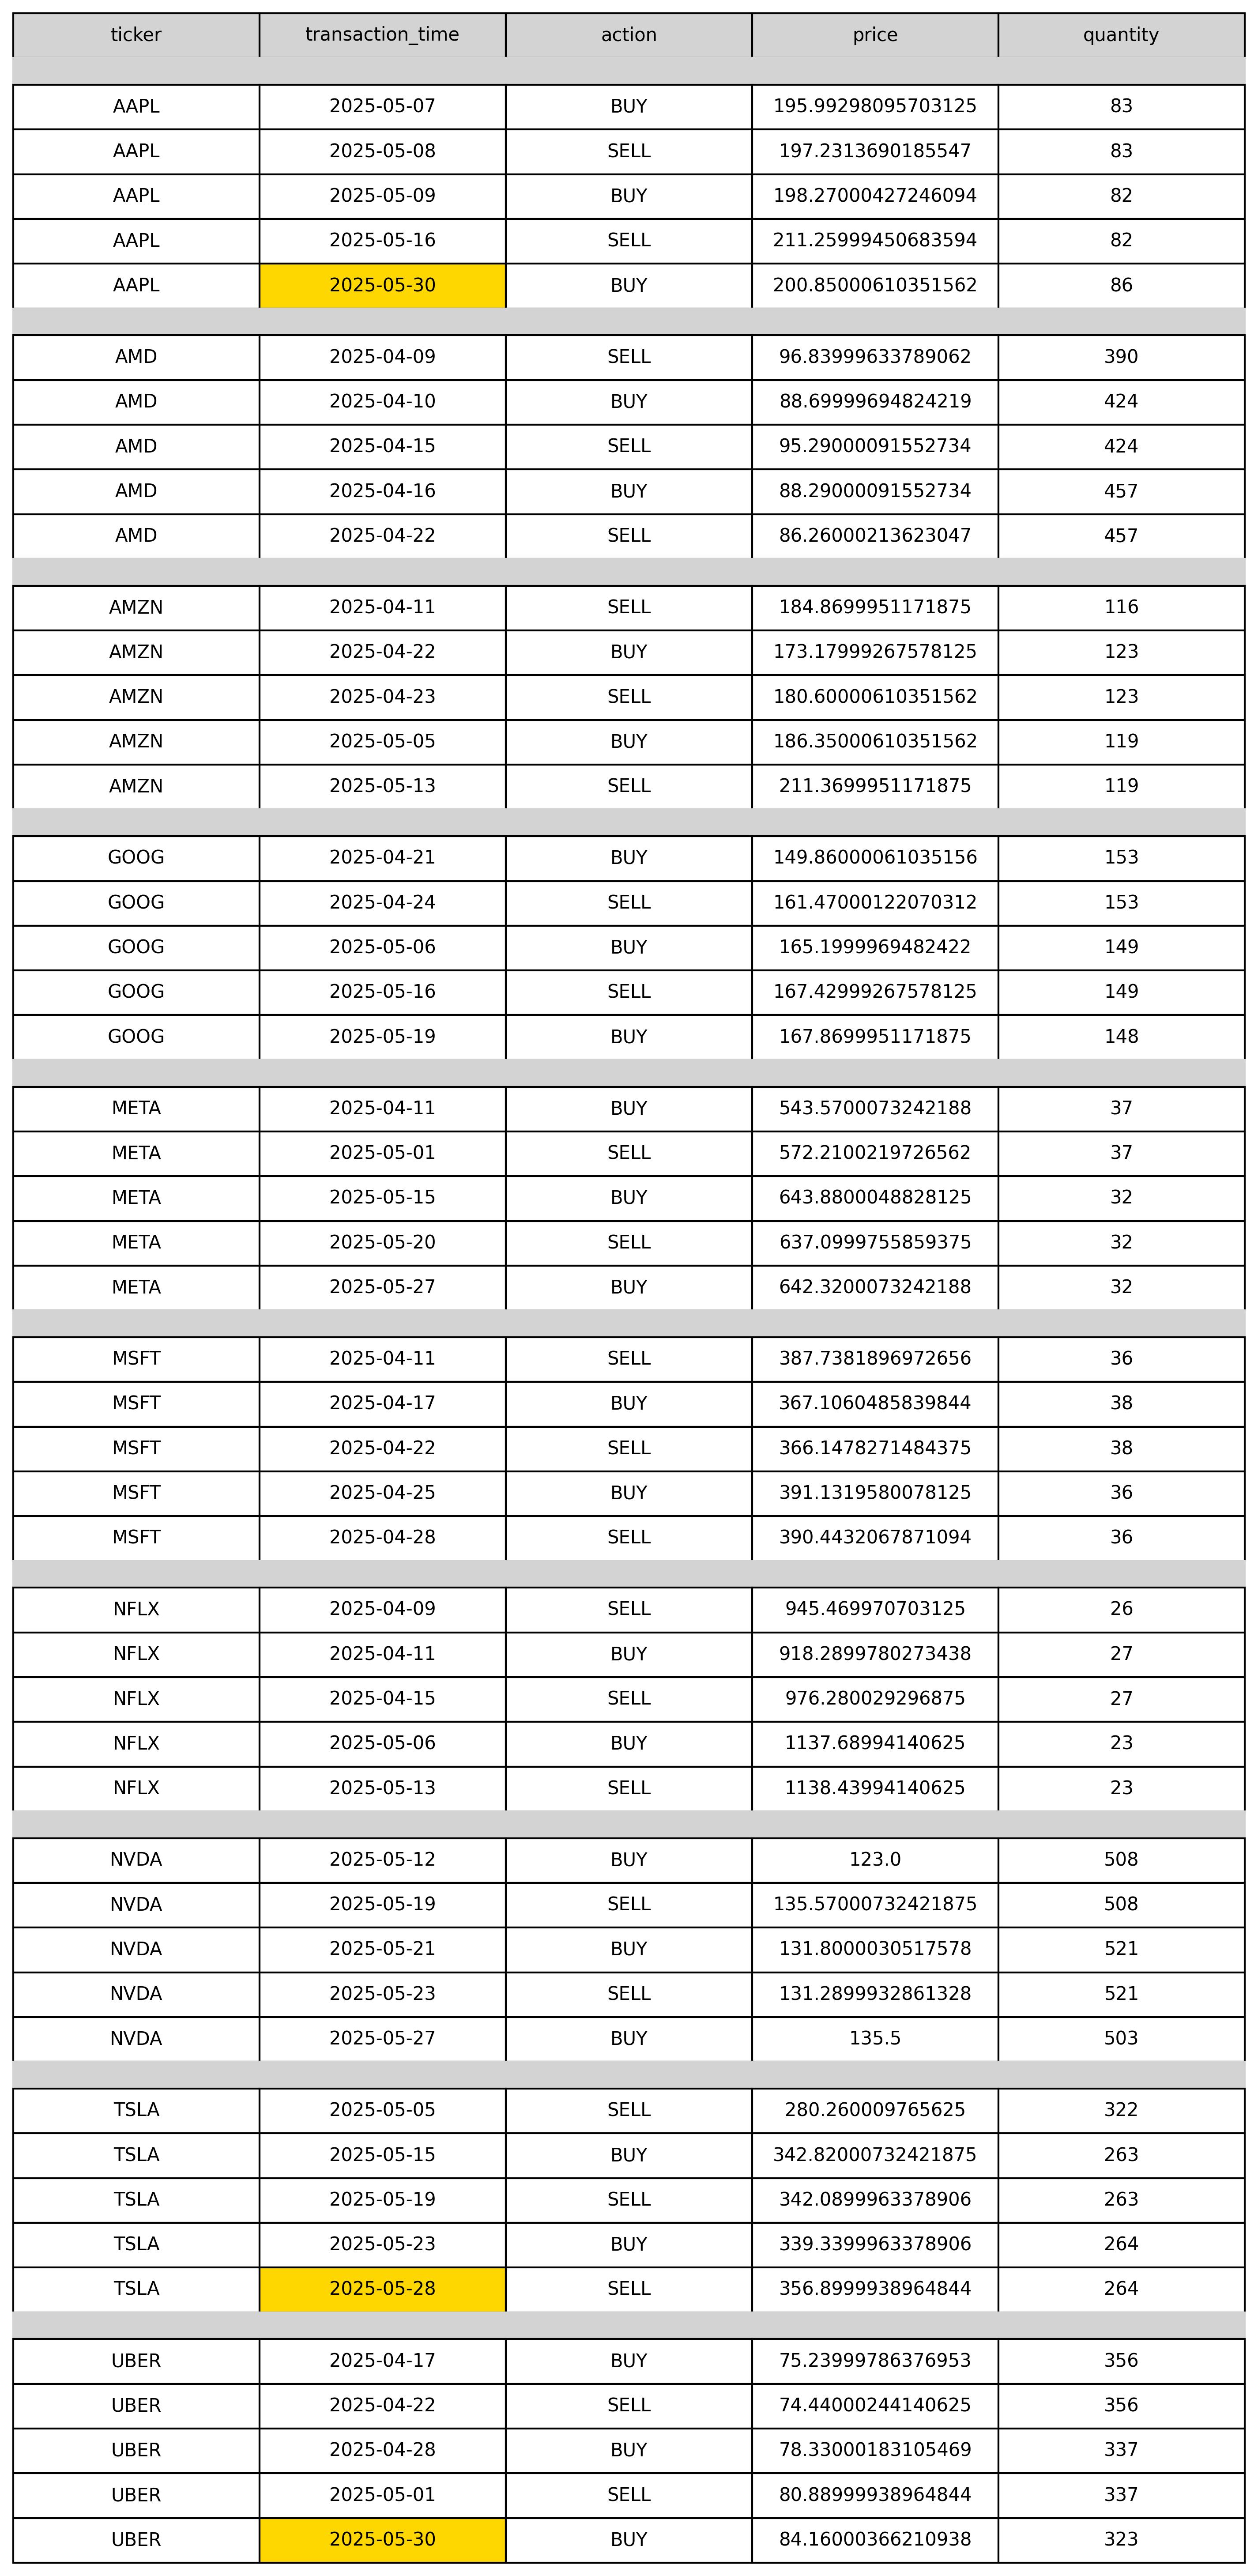 ticker transaction_time action price quantity
AAPL 2025-05-07 BUY 195.99298095703125 83
AAPL 2025-05-08 SELL 197.2313690185547 83
AAPL 2025-05-09 BUY 198.27000427246094 82
AAPL 2025-05-16 SELL 211.25999450683594 82
AAPL 2025-05-30 BUY 200.85000610351562 86
AMD 2025-04-09 SELL 96.83999633789062 390
AMD 2025-04-10 BUY 88.69999694824219 424
AMD 2025-04-15 SELL 95.29000091552734 424
AMD 2025-04-16 BUY 88.29000091552734 457
AMD 2025-04-22 SELL 86.26000213623047 457
AMZN 2025-04-11 SELL 184.8699951171875 116
AMZN 2025-04-22 BUY 173.17999267578125 123
AMZN 2025-04-23 SELL 180.60000610351562 123
AMZN 2025-05-05 BUY 186.35000610351562 119
AMZN 2025-05-13 SELL 211.3699951171875 119
GOOG 2025-04-21 BUY 149.86000061035156 153
GOOG 2025-04-24 SELL 161.47000122070312 153
GOOG 2025-05-06 BUY 165.1999969482422 149
GOOG 2025-05-16 SELL 167.42999267578125 149
GOOG 2025-05-19 BUY 167.8699951171875 148
META 2025-04-11 BUY 543.5700073242188 37
META 2025-05-01 SELL 572.2100219726562 37
META 2025-05-15 BUY 643.8800048828125 32
META 2025-05-20 SELL 637.0999755859375 32
META 2025-05-27 BUY 642.3200073242188 32
MSFT 2025-04-11 SELL 387.7381896972656 36
MSFT 2025-04-17 BUY 367.1060485839844 38
MSFT 2025-04-22 SELL 366.1478271484375 38
MSFT 2025-04-25 BUY 391.1319580078125 36
MSFT 2025-04-28 SELL 390.4432067871094 36
NFLX 2025-04-09 SELL 945.469970703125 26
NFLX 2025-04-11 BUY 918.2899780273438 27
NFLX 2025-04-15 SELL 976.280029296875 27
NFLX 2025-05-06 BUY 1137.68994140625 23
NFLX 2025-05-13 SELL 1138.43994140625 23
NVDA 2025-05-12 BUY 123.0 508
NVDA 2025-05-19 SELL 135.57000732421875 508
NVDA 2025-05-21 BUY 131.8000030517578 521
NVDA 2025-05-23 SELL 131.2899932861328 521
NVDA 2025-05-27 BUY 135.5 503
TSLA 2025-05-05 SELL 280.260009765625 322
TSLA 2025-05-15 BUY 342.82000732421875 263
TSLA 2025-05-19 SELL 342.0899963378906 263
TSLA 2025-05-23 BUY 339.3399963378906 264
TSLA 2025-05-28 SELL 356.8999938964844 264
UBER 2025-04-17 BUY 75.23999786376953 356
UBER 2025-04-22 SELL 74.44000244140625 356
UBER 2025-04-28 BUY 78.33000183105469 337
UBER 2025-05-01 SELL 80.88999938964844 337
UBER 2025-05-30 BUY 84.16000366210938 323